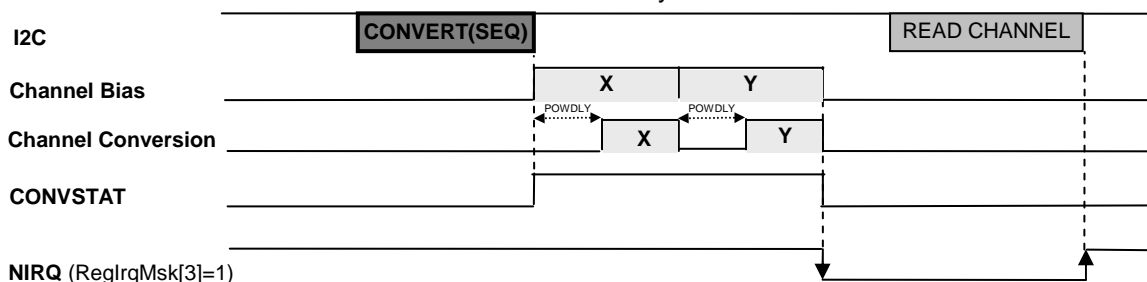 I2C CONVERT(SEQ) READ CHANNEL
Channel Bias X Y
POWDLY POWDLY
Channel Conversion X Y
CONVSTAT
NIRQ (RegIrqMsk[3]=1)